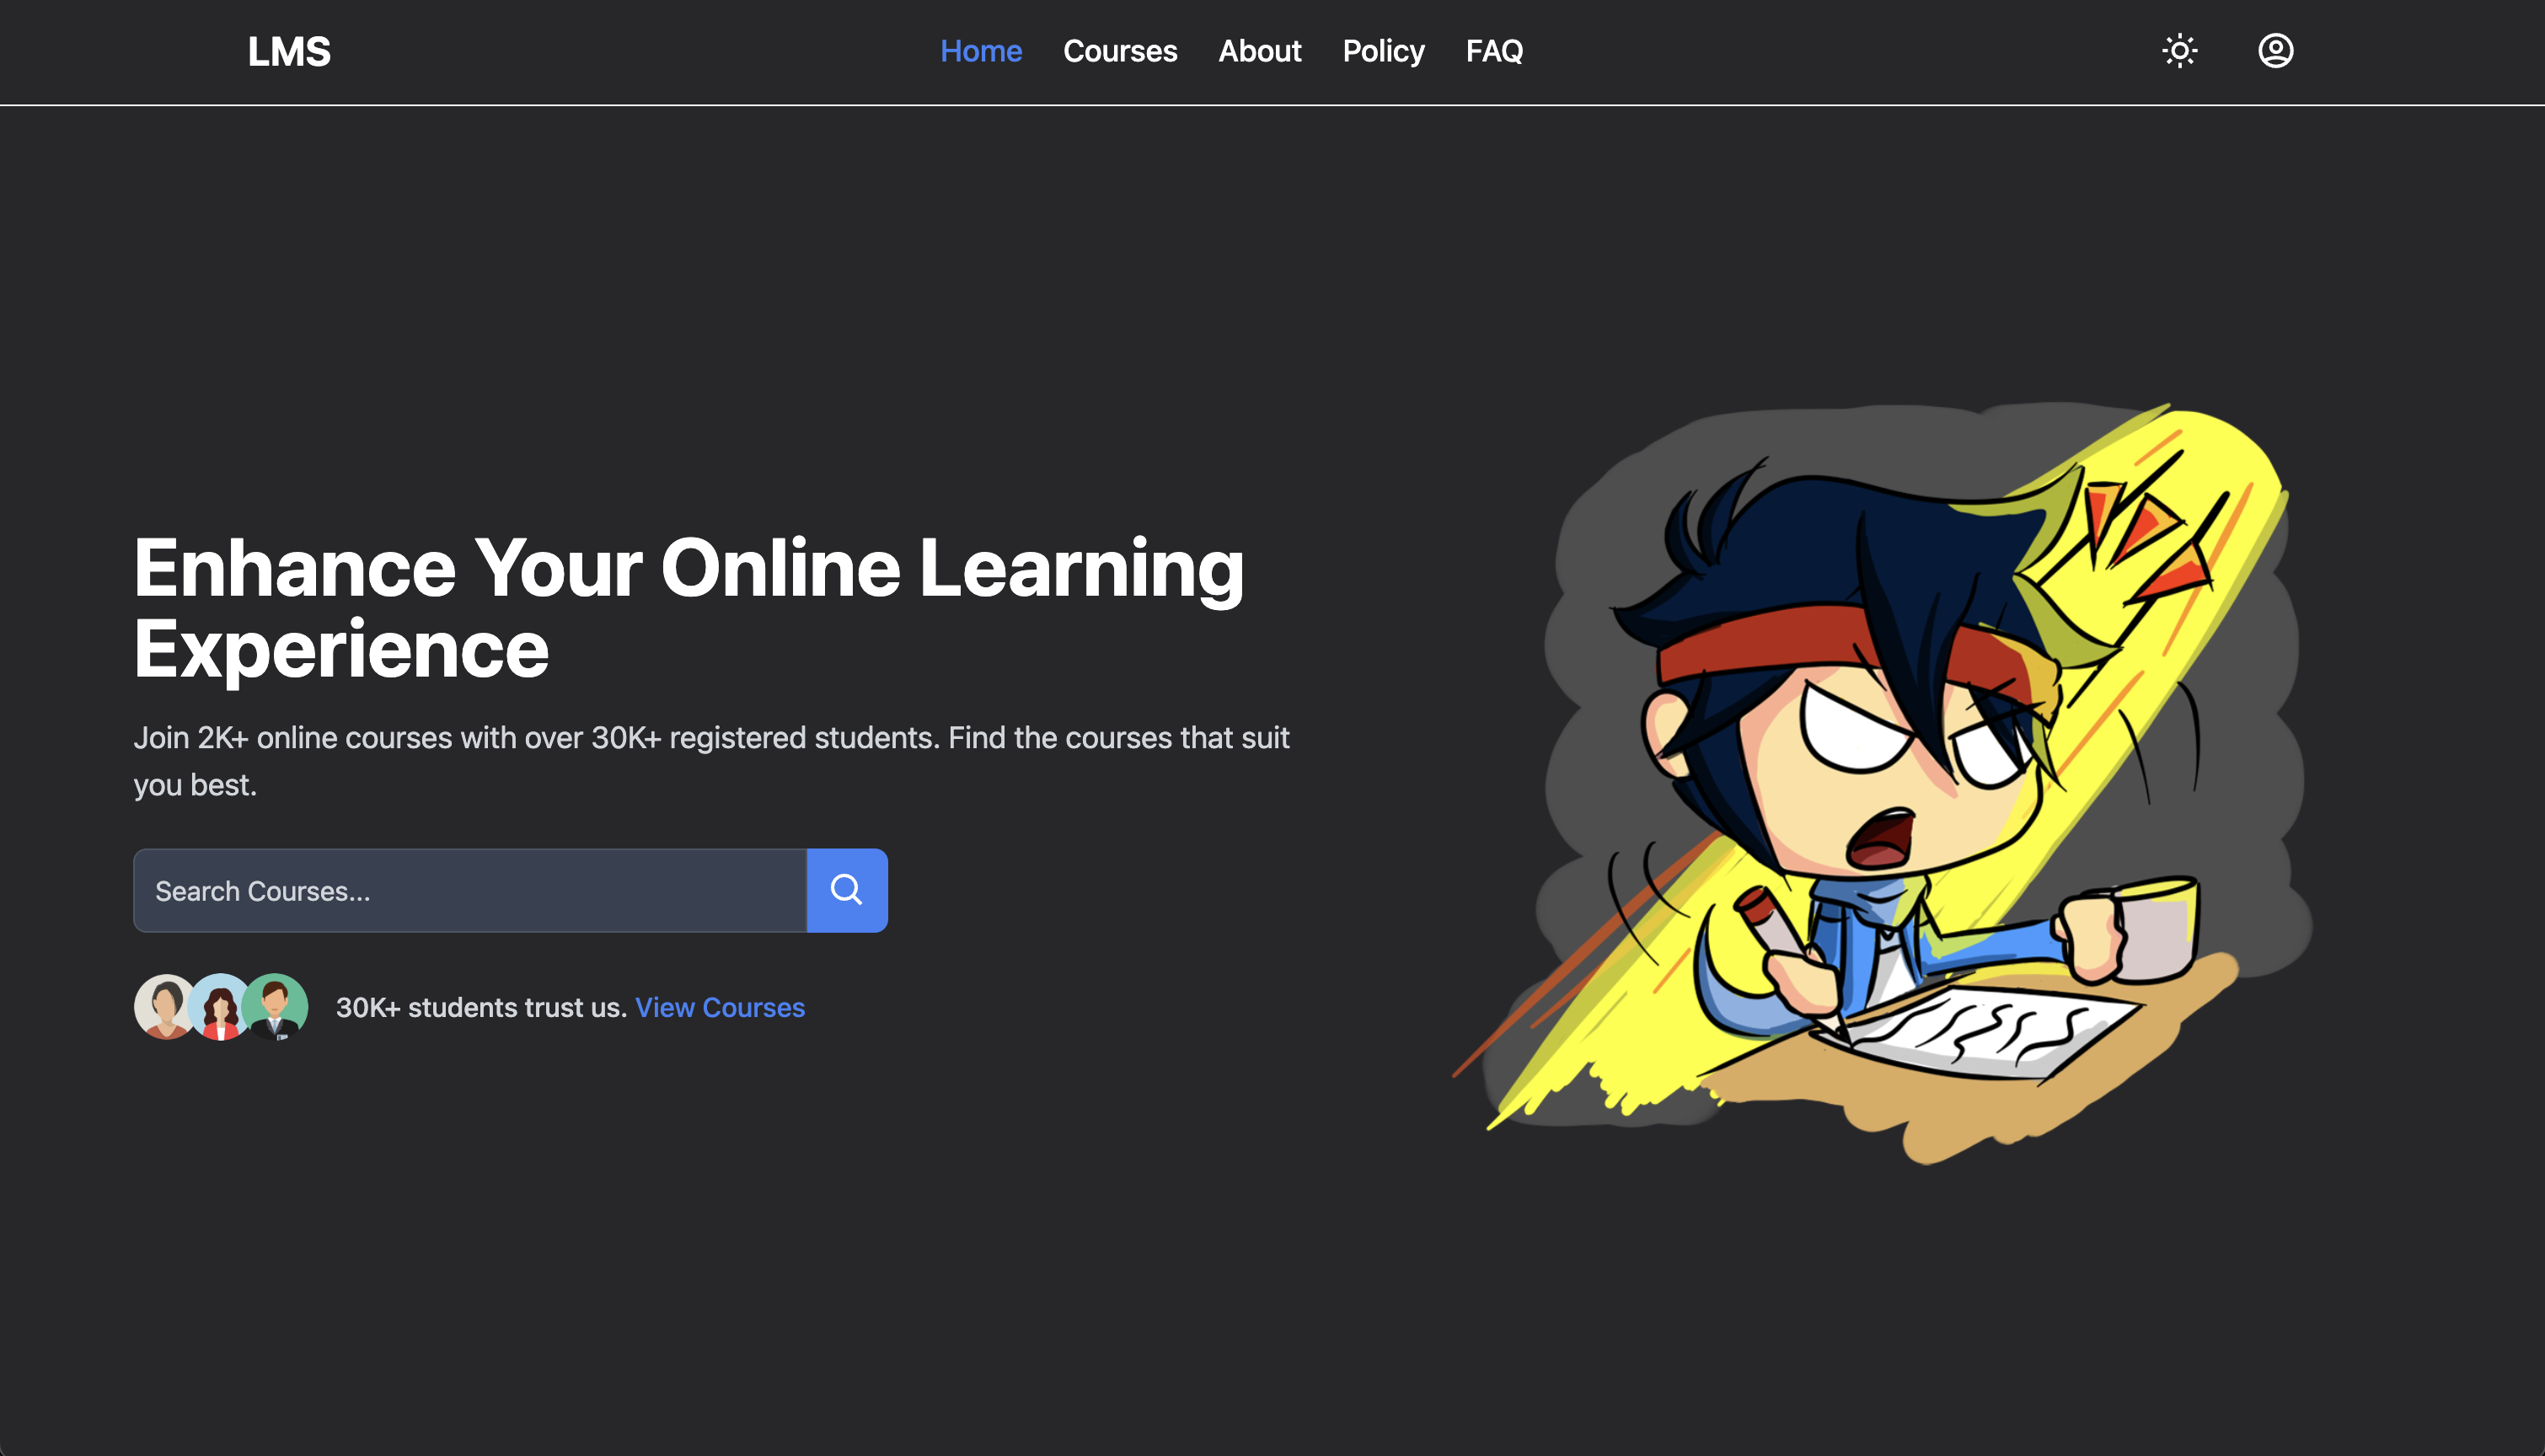 LMS
Home Courses About Policy FAQ
Enhance Your Online Learning
Experience
Join 2K+ online courses with over 30K+ registered students. Find the courses that suit
you best.
Search Courses...
30K+ students trust us. View Courses